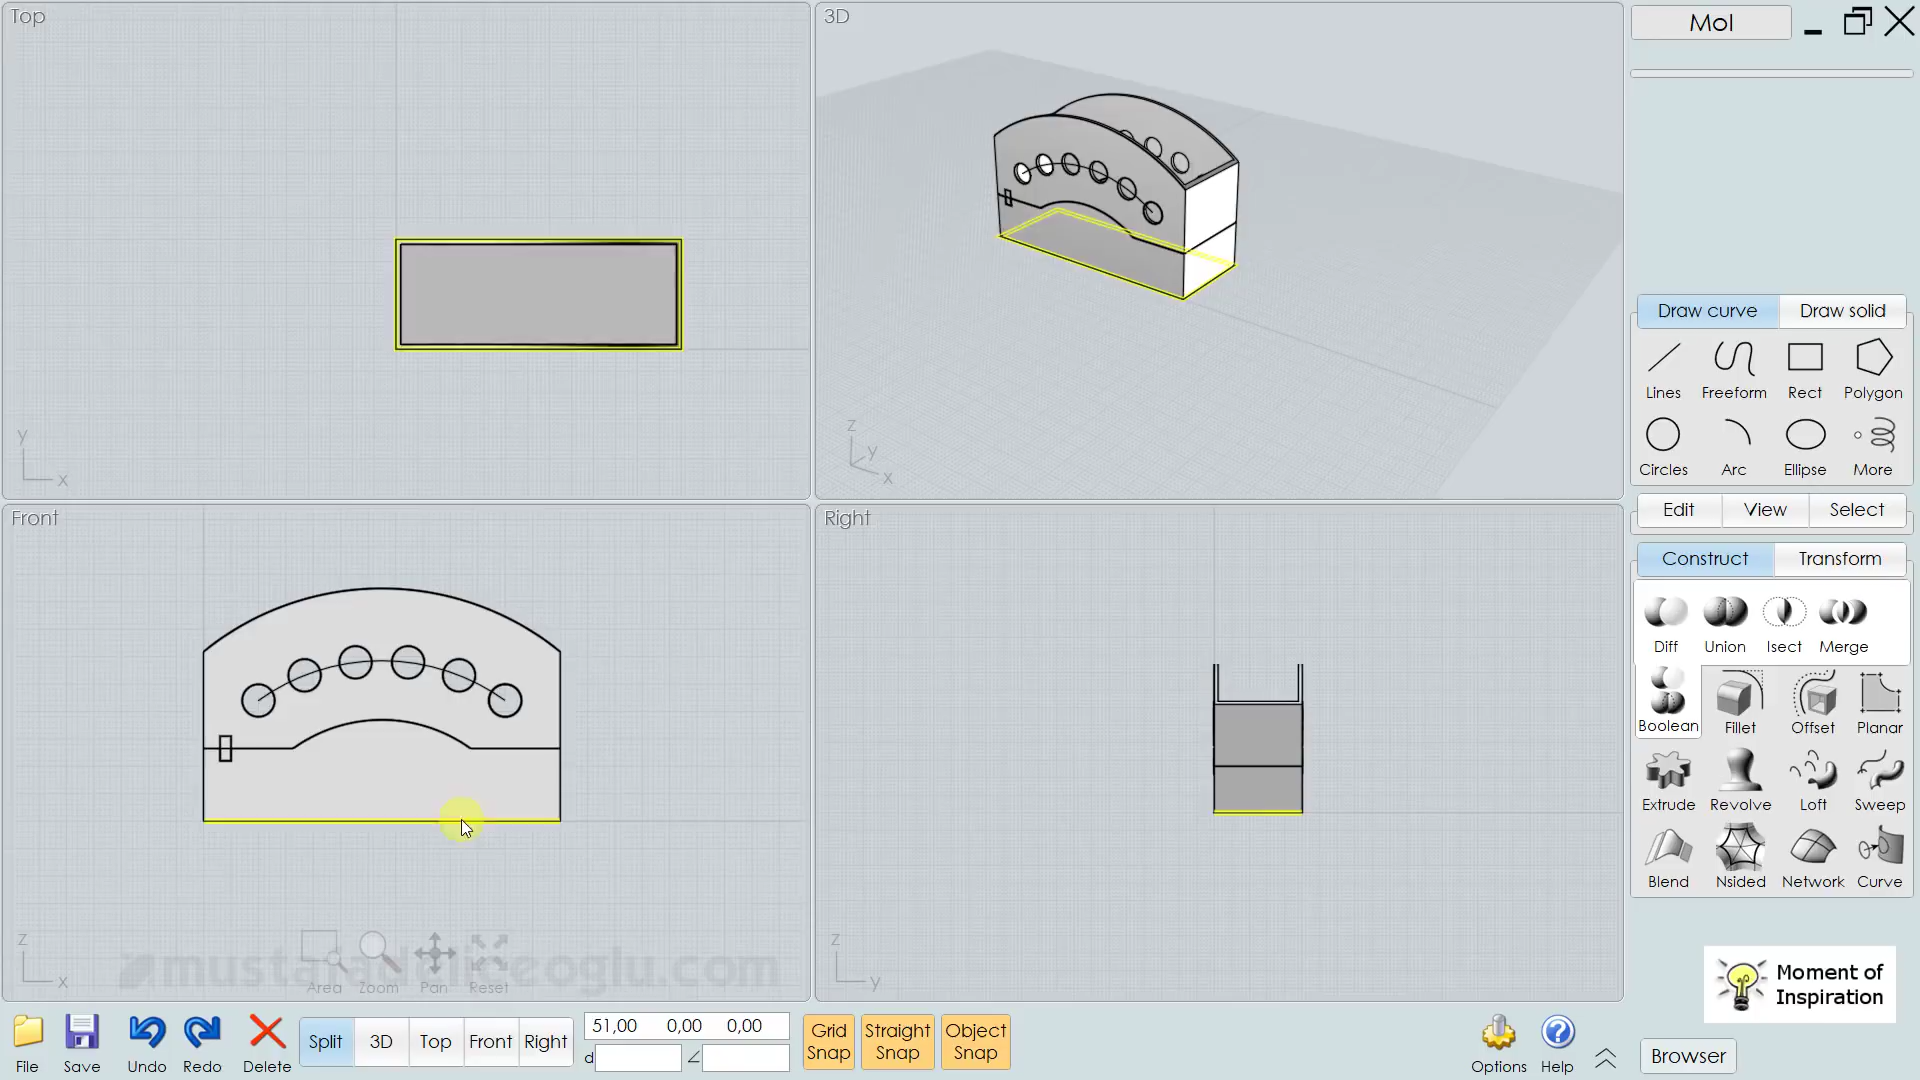 Top
3D
MoI
y
x
z
y
x
Draw curve
Draw solid
Lines
Freeform
Rect
Polygon
Circles
Arc
Ellipse
More
Edit
View
Select
Front
Right
Construct
Transform
Diff
Union
Isect
Merge
Boolean
Fillet
Offset
Planar
Extrude
Revolve
Loft
Sweep
Blend
Nsided
Network
Curve
z
x
Area
Zoom
Pan
Reset
z
y
Moment of
Inspiration
File
Save
Undo
Redo
Delete
Split
3D
Top
Front
Right
51,00 0,00 0,00
d
∠
Grid
Snap
Straight
Snap
Object
Snap
Options
Help
Browser